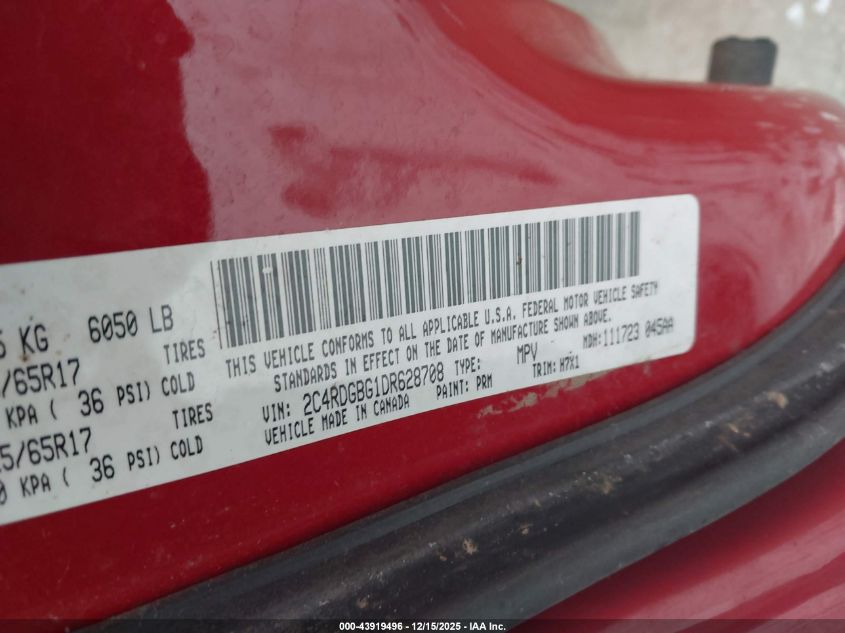 KG 6050 LB
/65R17 TIRES
KPA ( 36 PSI) COLD
5/65R17 TIRES
0 KPA ( 36 PSI) COLD
THIS VEHICLE CONFORMS TO ALL APPLICABLE U.S.A. FEDERAL MOTOR VEHICLE SAFETY
STANDARDS IN EFFECT ON THE DATE OF MANUFACTURE SHOWN ABOVE.
MDH: 111723 045AA
VIN: 2C4RDGBG1DR628708 TYPE: MPV
VEHICLE MADE IN CANADA PAINT: PRM TRIM: H7X1
000-43919496 - 12/15/2025 - IAA Inc.